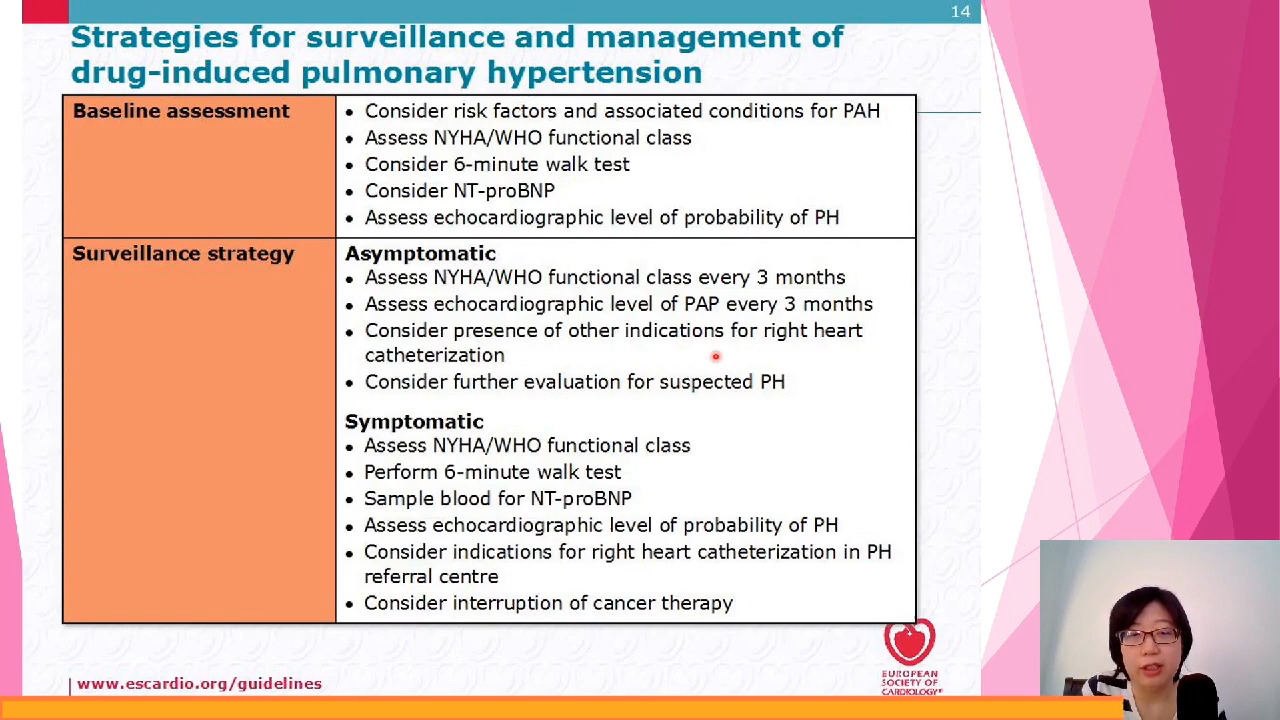 14
Strategies for surveillance and management of
drug-induced pulmonary hypertension
Baseline assessment
• Consider risk factors and associated conditions for PAH
• Assess NYHA/WHO functional class
• Consider 6-minute walk test
• Consider NT-proBNP
• Assess echocardiographic level of probability of PH
Surveillance strategy
Asymptomatic
• Assess NYHA/WHO functional class every 3 months
• Assess echocardiographic level of PAP every 3 months
• Consider presence of other indications for right heart
catheterization
• Consider further evaluation for suspected PH
Symptomatic
• Assess NYHA/WHO functional class
• Perform 6-minute walk test
• Sample blood for NT-proBNP
• Assess echocardiographic level of probability of PH
• Consider indications for right heart catheterization in PH
referral centre
• Consider interruption of cancer therapy
www.escardio.org/guidelines
EUROPEAN
SOCIETY OF
CARDIOLOGY®